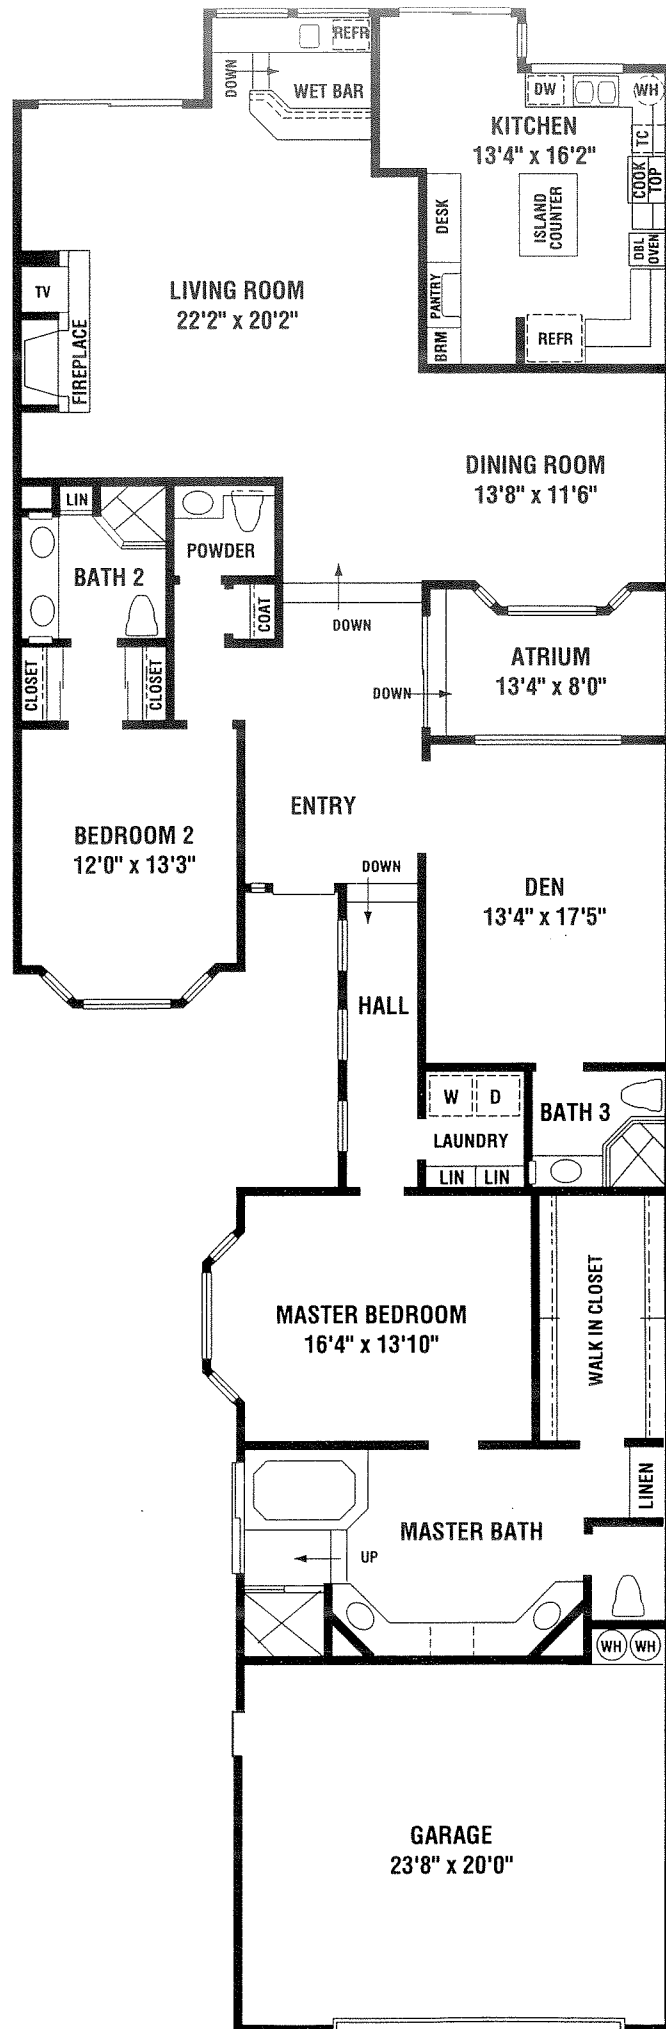 REFR
DOWN
WET BAR
DW
WH
KITCHEN
13'4" x 16'2"
TC
COOK
TOP
DESK
ISLAND
COUNTER
DBL
OVEN
TV
LIVING ROOM
22'2" x 20'2"
PANTRY
FIREPLACE
BRM
REFR
DINING ROOM
13'8" x 11'6"
LIN
POWDER
BATH 2
COAT
DOWN
CLOSET
CLOSET
ATRIUM
13'4" x 8'0"
DOWN
ENTRY
BEDROOM 2
12'0" x 13'3"
DOWN
DEN
13'4" x 17'5"
HALL
W
D
BATH 3
LAUNDRY
LIN
LIN
MASTER BEDROOM
16'4" x 13'10"
WALK IN CLOSET
LINEN
MASTER BATH
UP
WH
WH
GARAGE
23'8" x 20'0"